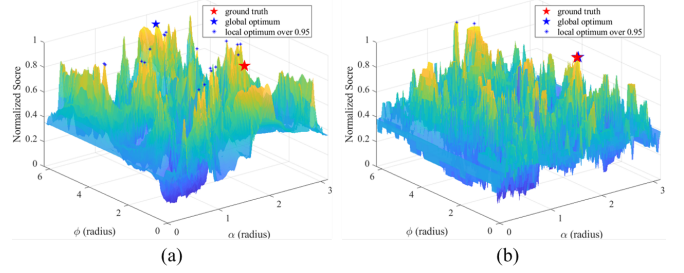 ground truth
global optimum
local optimum over 0.95
1
0.8
0.6
0.4
0.2
0
Normalized Socre
6
4
2
0
ϕ (radius)
0
1
2
3
α (radius)
(a)
ground truth
global optimum
local optimum over 0.95
1
0.8
0.6
0.4
0.2
0
Normalized Socre
6
4
2
0
ϕ (radius)
0
1
2
3
α (radius)
(b)